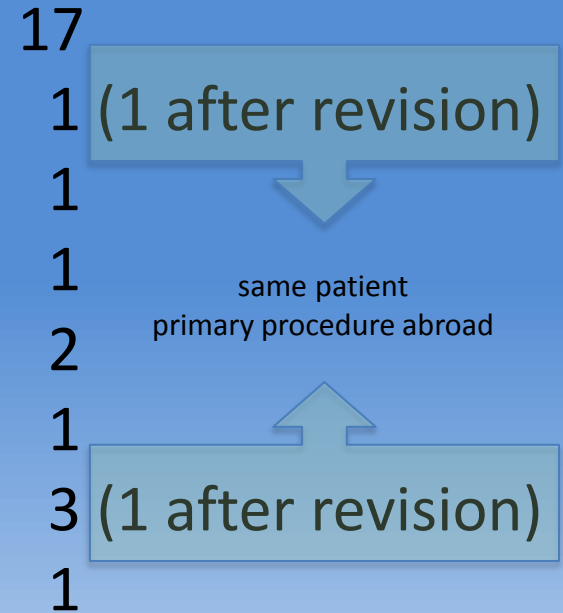 17
1 (1 after revision)
1
1
same patient
primary procedure abroad
2
1
3 (1 after revision)
1